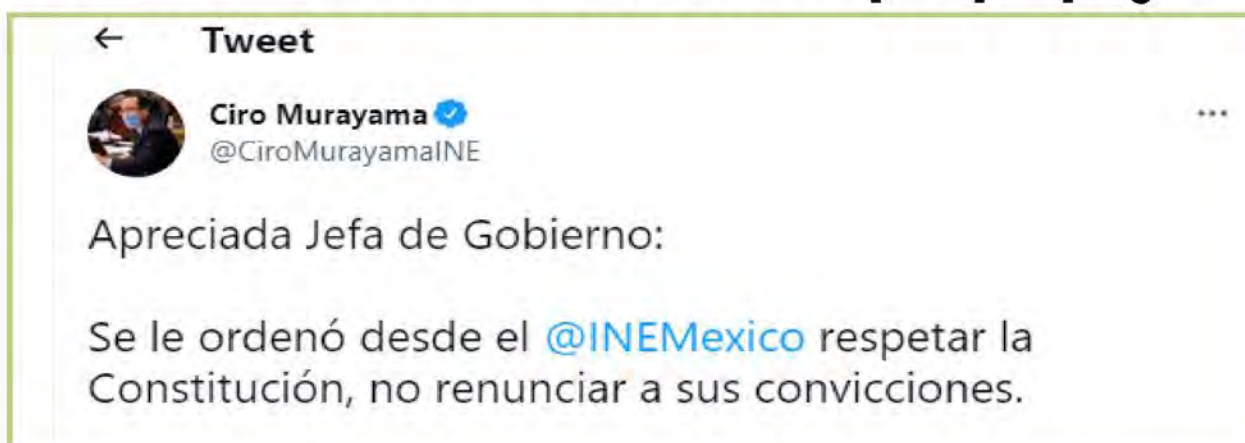 ← Tweet
Ciro Murayama
@CiroMurayamaINE
Apreciada Jefa de Gobierno:
Se le ordenó desde el @INEMexico respetar la
Constitución, no renunciar a sus convicciones.